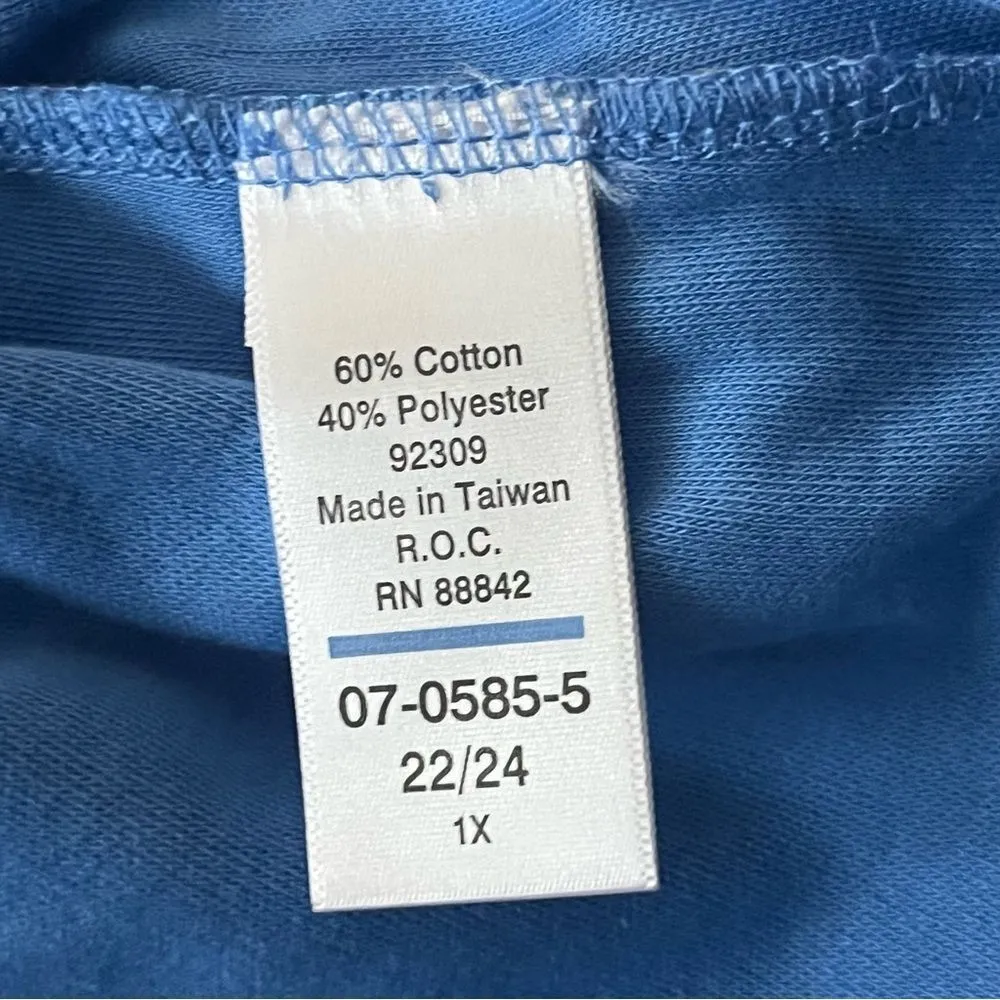 60% Cotton
40% Polyester
92309
Made in Taiwan
R.O.C.
RN 88842
07-0585-5
22/24
1X